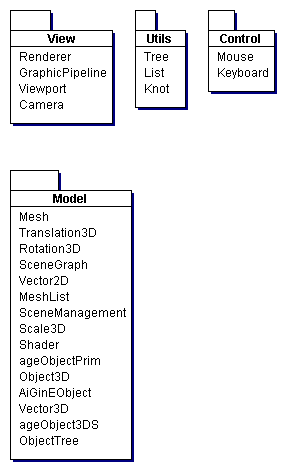 View
Renderer
GraphicPipeline
Viewport
Camera
Utils
Tree
List
Knot
Control
Mouse
Keyboard
Model
Mesh
Translation3D
Rotation3D
SceneGraph
Vector2D
MeshList
SceneManagement
Scale3D
Shader
ageObjectPrim
Object3D
AiGinEObject
Vector3D
ageObject3DS
ObjectTree